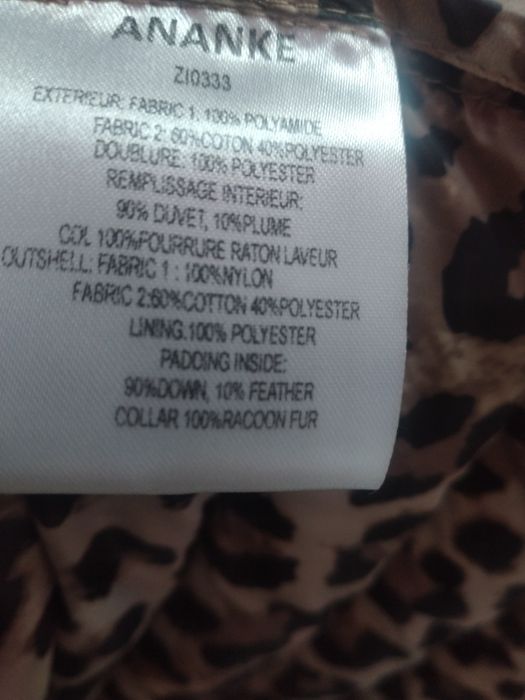 ANANKE
ZI0333
EXTERIEUR: FABRIC 1: 100% POLYAMIDE
FABRIC 2: 60%COTON 40%POLYESTER
DOUBLURE: 100% POLYESTER
REMPLISSAGE INTERIEUR:
90% DUVET, 10%PLUME
COL 100%FOURRURE RATON LAVEUR
OUTSHELL: FABRIC 1 : 100%NYLON
FABRIC 2:60%COTTON 40%POLYESTER
LINING.100% POLYESTER
PADDING INSIDE:
90%DOWN, 10% FEATHER
COLLAR 100%RACOON FUR